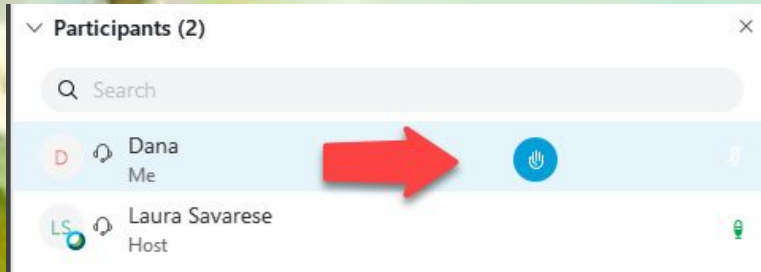 Participants (2)
Search
D Dana
Me
LS Laura Savarese
Host